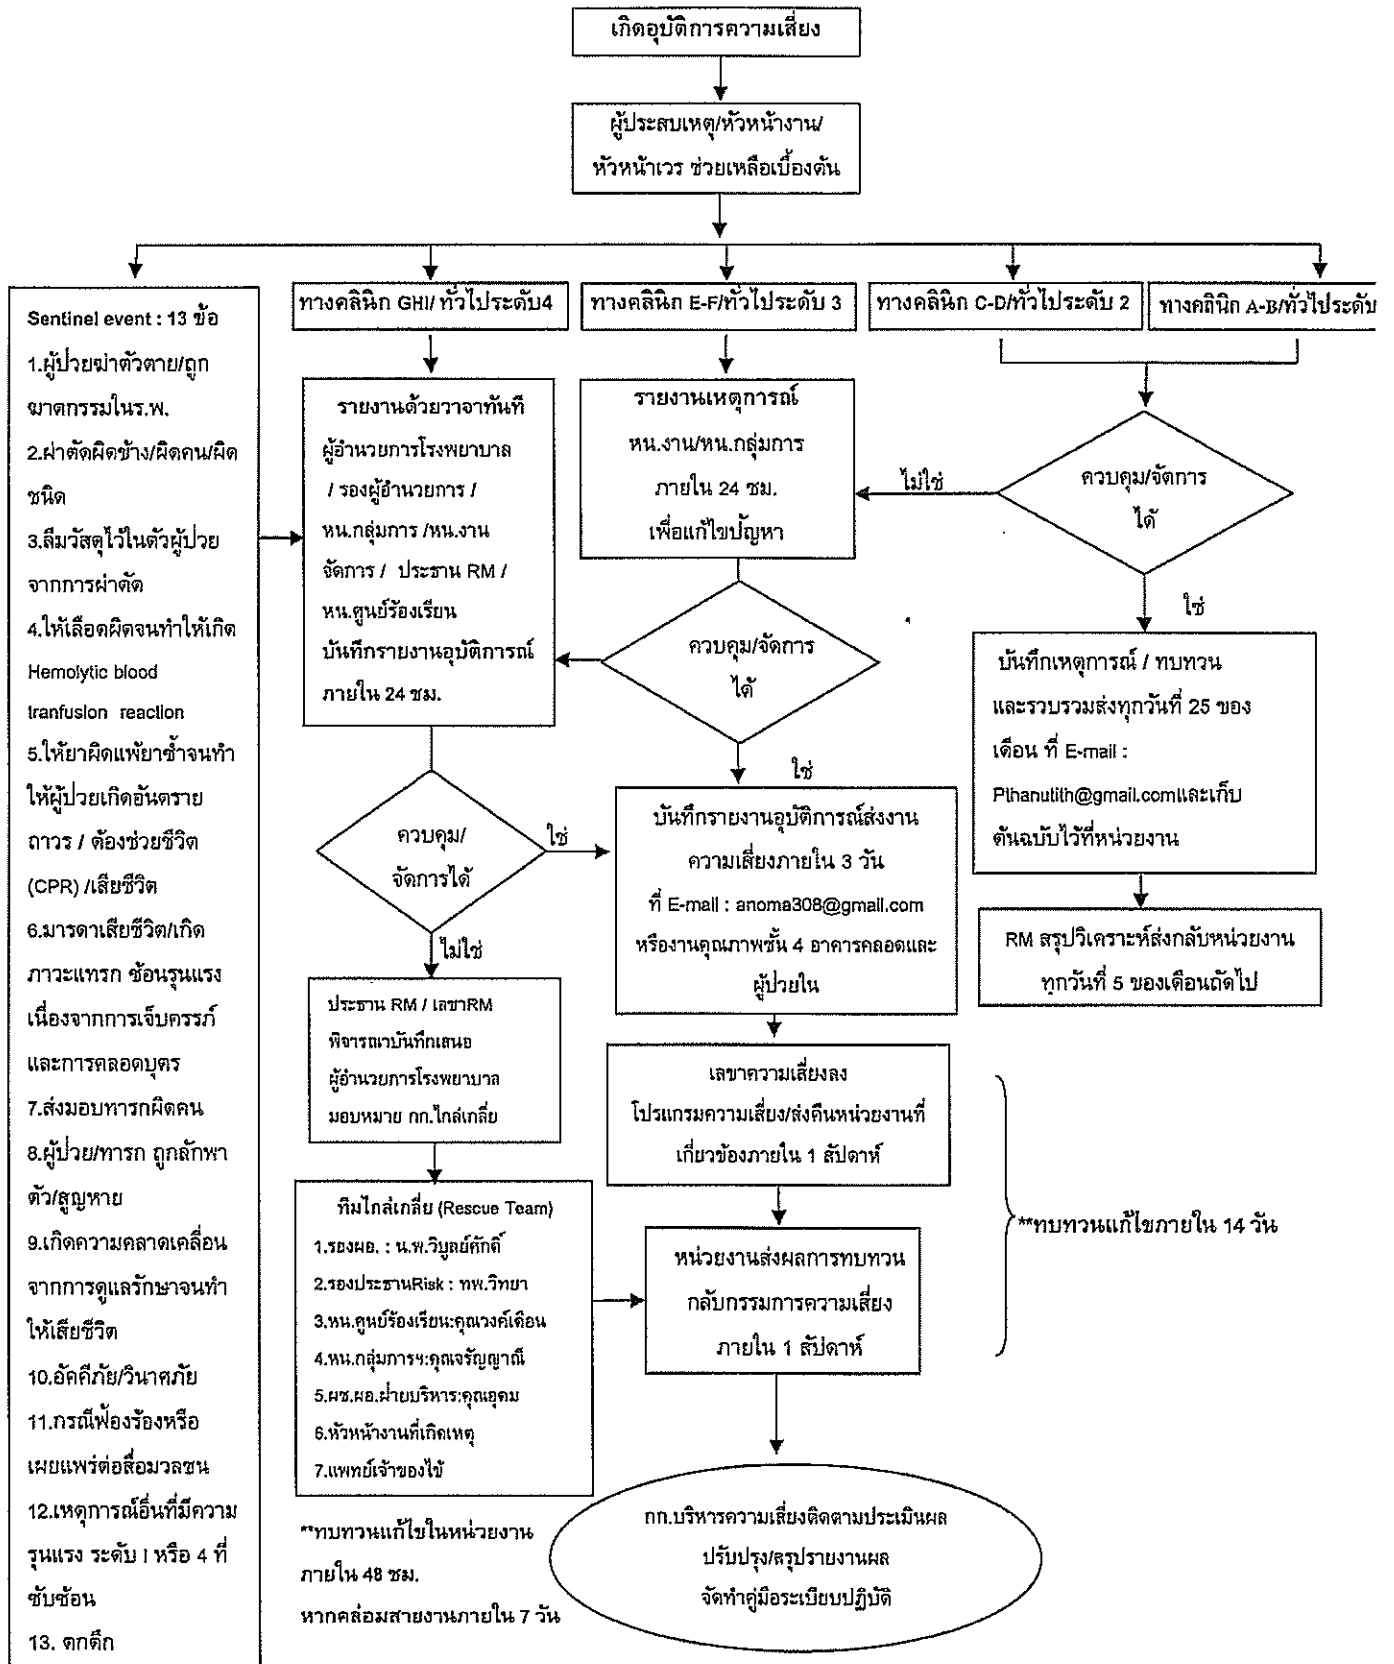 เกิดอุบัติการความเสี่ยง
ผู้ประสบเหตุ/หัวหน้างาน/
หัวหน้าเวร ช่วยเหลือเบื้องต้น
Sentinel event : 13 ข้อ
1.ผู้ป่วยฆ่าตัวตาย/ถูก
ฆาตกรรมในร.พ.
2.ผ่าตัดผิดข้าง/ผิดคน/ผิด
ชนิด
3.ลืมวัสดุไว้ในตัวผู้ป่วย
จากการผ่าตัด
4.ให้เลือดผิดจนทำให้เกิด
Hemolytic blood
tranfusion reaction
5.ให้ยาผิดแพ้ยาซ้ำจนทำ
ให้ผู้ป่วยเกิดอันตราย
ถาวร / ต้องช่วยชีวิต
(CPR) /เสียชีวิต
6.มารดาเสียชีวิต/เกิด
ภาวะแทรก ซ้อนรุนแรง
เนื่องจากการเจ็บครรภ์
และการคลอดบุตร
7.ส่งมอบทารกผิดคน
8.ผู้ป่วย/ทารก ถูกลักพา
ตัว/สูญหาย
9.เกิดความคลาดเคลื่อน
จากการดูแลรักษาจนทำ
ให้เสียชีวิต
10.อัคคีภัย/วินาศภัย
11.กรณีฟ้องร้องหรือ
เผยแพร่ต่อสื่อมวลชน
12.เหตุการณ์อื่นที่มีความ
รุนแรง ระดับ I หรือ 4 ที่
ซับซ้อน
13. ตกตึก
ทางคลินิก GHI/ ทั่วไประดับ4
รายงานด้วยวาจาทันที
ผู้อำนวยการโรงพยาบาล
/ รองผู้อำนวยการ /
หน.กลุ่มการ /หน.งาน
จัดการ / ประธาน RM /
หน.ศูนย์ร้องเรียน
บันทึกรายงานอุบัติการณ์
ภายใน 24 ชม.
ควบคุม/
จัดการได้
ใช่
ไม่ใช่
ประธาน RM / เลขาRM
พิจารณาบันทึกเสนอ
ผู้อำนวยการโรงพยาบาล
มอบหมาย กก.ไกล่เกลี่ย
ทีมไกล่เกลี่ย (Rescue Team)
1.รองผอ. : น.พ.วิบูลย์ศักดิ์
2.รองประธานRisk : ทพ.วิทยา
3.หน.ศูนย์ร้องเรียน:คุณวงค์เดือน
4.หน.กลุ่มการฯ:คุณจรัญญาณี
5.ผช.ผอ.ฝ่ายบริหาร:คุณอุดม
6.หัวหน้างานที่เกิดเหตุ
7.แพทย์เจ้าของไข้
**ทบทวนแก้ไขในหน่วยงาน
ภายใน 48 ชม.
หากคล่อมสายงานภายใน 7 วัน
ทางคลินิก E-F/ทั่วไประดับ 3
รายงานเหตุการณ์
หน.งาน/หน.กลุ่มการ
ภายใน 24 ชม.
เพื่อแก้ไขปัญหา
ควบคุม/จัดการ
ได้
ใช่
บันทึกรายงานอุบัติการณ์ส่งงาน
ความเสี่ยงภายใน 3 วัน
ที่ E-mail : anoma308@gmail.com
หรืองานคุณภาพชั้น 4 อาคารคลอดและ
ผู้ป่วยใน
เลขาความเสี่ยงลง
โปรแกรมความเสี่ยง/ส่งคืนหน่วยงานที่
เกี่ยวข้องภายใน 1 สัปดาห์
หน่วยงานส่งผลการทบทวน
กลับกรรมการความเสี่ยง
ภายใน 1 สัปดาห์
**ทบทวนแก้ไขภายใน 14 วัน
กก.บริหารความเสี่ยงติดตามประเมินผล
ปรับปรุง/สรุปรายงานผล
จัดทำคู่มือระเบียบปฏิบัติ
ทางคลินิก C-D/ทั่วไประดับ 2
ทางคลินิก A-B/ทั่วไประดับ
ควบคุม/จัดการ
ได้
ไม่ใช่
ใช่
บันทึกเหตุการณ์ / ทบทวน
และรวบรวมส่งทุกวันที่ 25 ของ
เดือน ที่ E-mail :
Pthanutith@gmail.comและเก็บ
ต้นฉบับไว้ที่หน่วยงาน
RM สรุปวิเคราะห์ส่งกลับหน่วยงาน
ทุกวันที่ 5 ของเดือนถัดไป